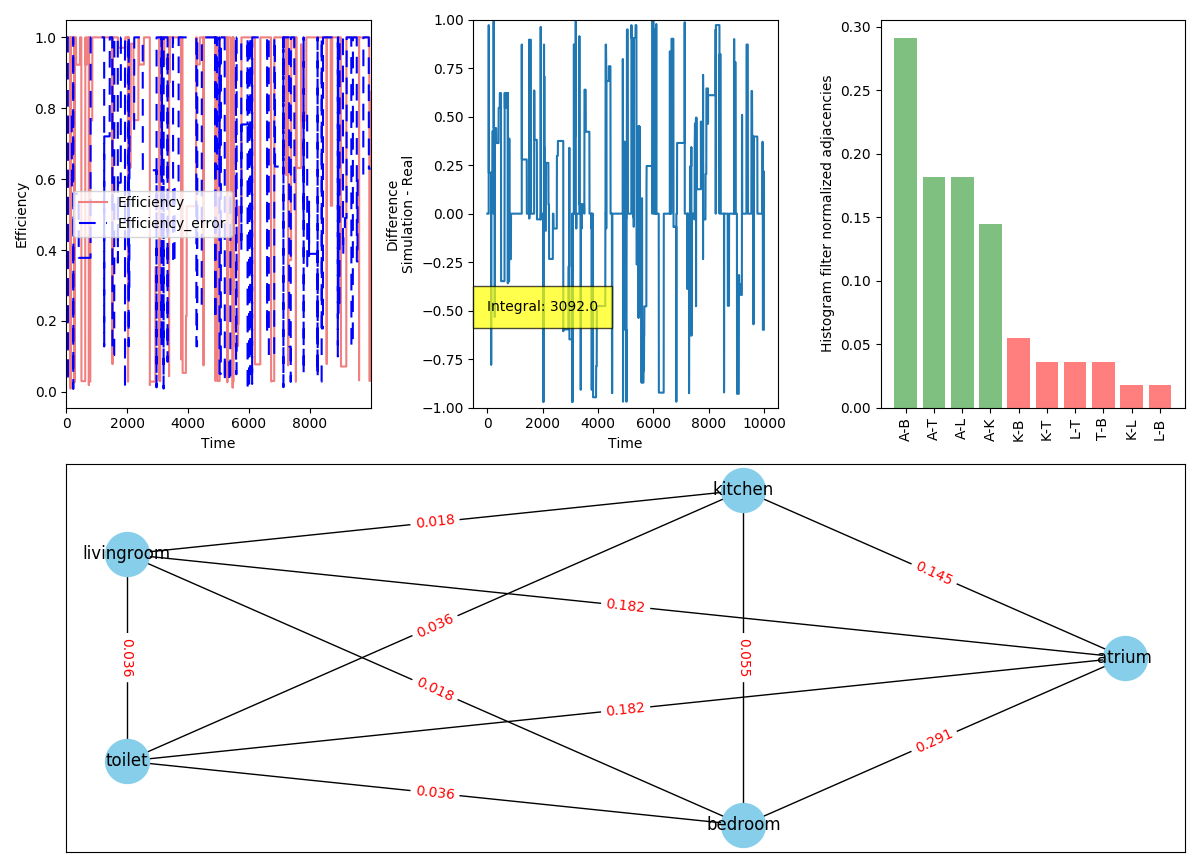 1.0
0.8
0.6
0.4
0.2
0.0
Efficiency
0
2000
4000
6000
8000
Time
Efficiency
Efficiency_error
1.00
0.75
0.50
0.25
0.00
−0.25
−0.50
−0.75
−1.00
Difference
Simulation - Real
Integral: 3092.0
0
2000
4000
6000
8000
10000
Time
0.30
0.25
0.20
0.15
0.10
0.05
0.00
Histogram filter normalized adjacencies
A-B
A-T
A-L
A-K
K-B
K-T
L-T
T-B
K-L
L-B
kitchen
livingroom
0.018
0.145
0.182
0.036
0.036
0.055
atrium
0.018
0.182
0.291
toilet
0.036
bedroom